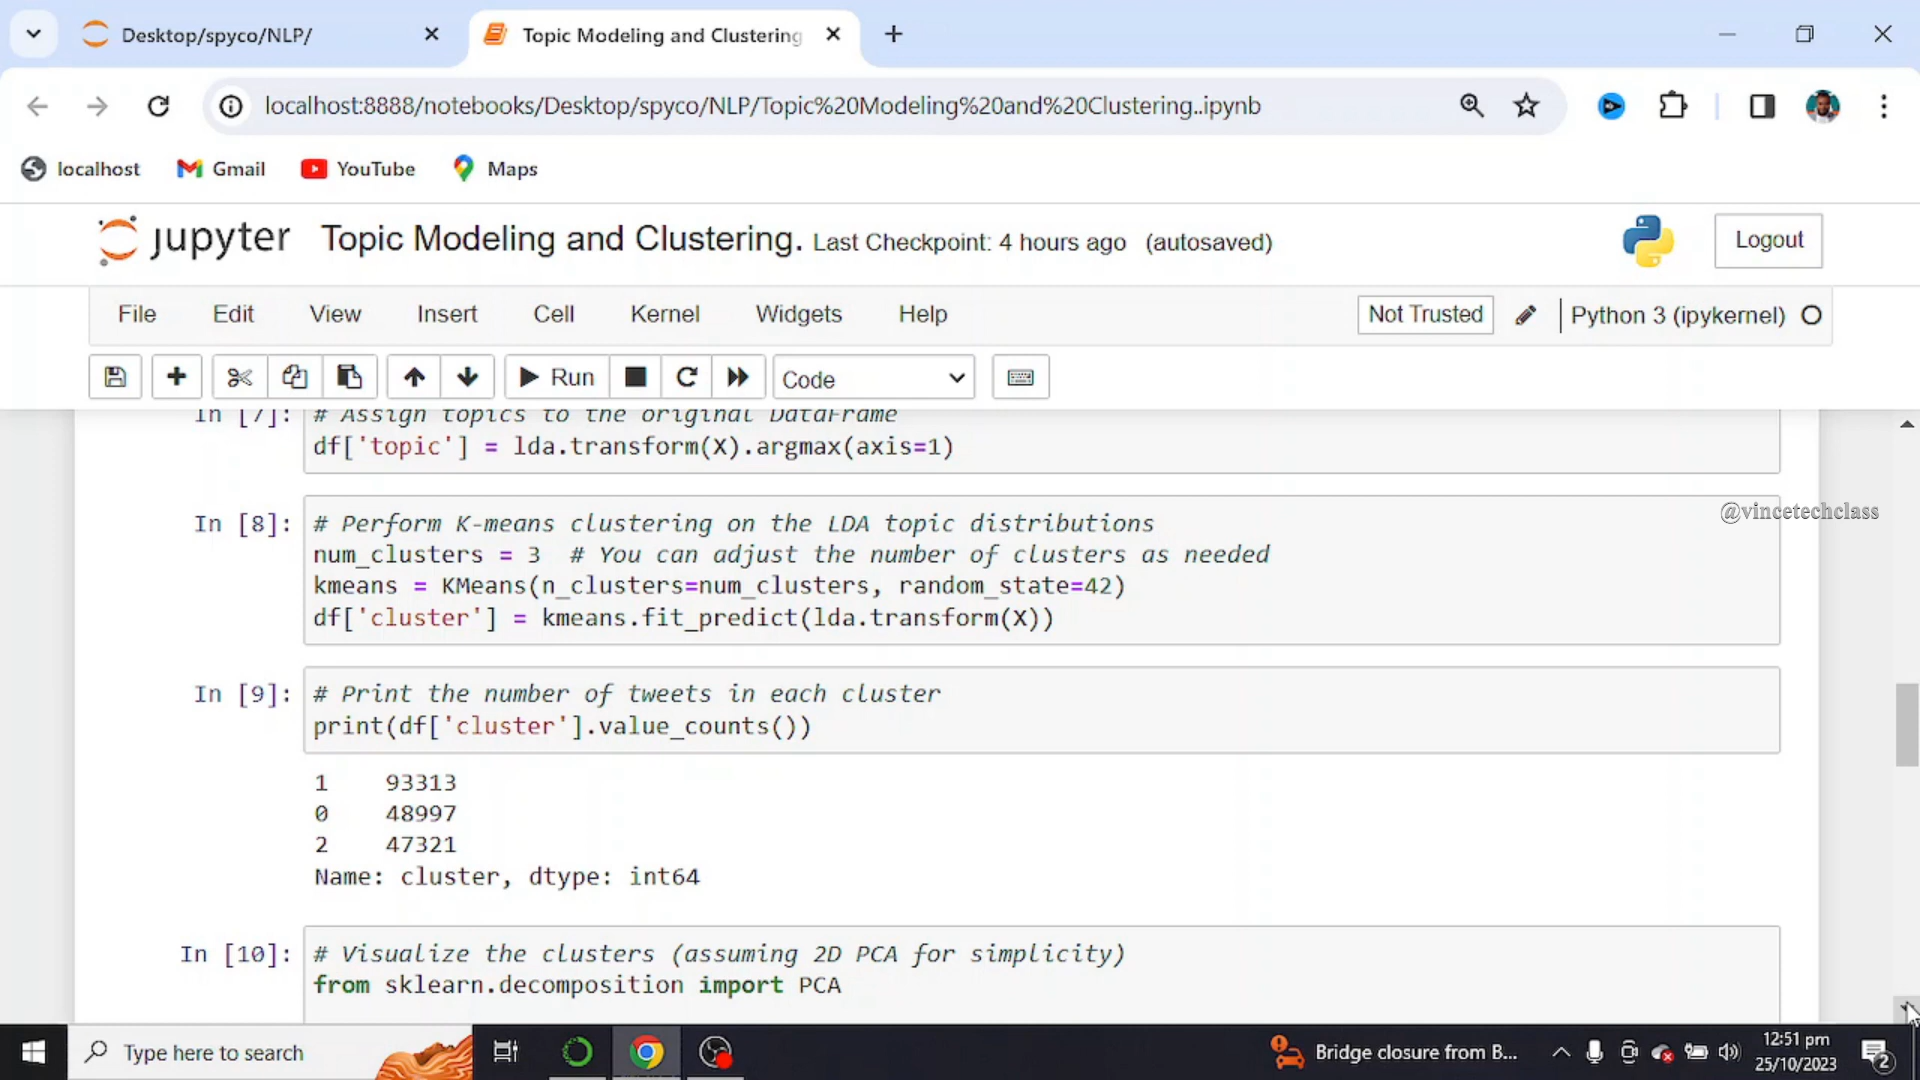 Desktop/spyco/NLP/
Topic Modeling and Clustering
localhost:8888/notebooks/Desktop/spyco/NLP/Topic%20Modeling%20and%20Clustering..ipynb
localhost Gmail YouTube Maps
jupyter Topic Modeling and Clustering. Last Checkpoint: 4 hours ago (autosaved) Logout
File Edit View Insert Cell Kernel Widgets Help Not Trusted Python 3 (ipykernel)
Run Code
In [7]: # Assign topics to the original DataFrame
df['topic'] = lda.transform(X).argmax(axis=1)
@vincetechclass
In [8]: # Perform K-means clustering on the LDA topic distributions
num_clusters = 3  # You can adjust the number of clusters as needed
kmeans = KMeans(n_clusters=num_clusters, random_state=42)
df['cluster'] = kmeans.fit_predict(lda.transform(X))
In [9]: # Print the number of tweets in each cluster
print(df['cluster'].value_counts())
1    93313
0    48997
2    47321
Name: cluster, dtype: int64
In [10]: # Visualize the clusters (assuming 2D PCA for simplicity)
from sklearn.decomposition import PCA
Type here to search
Bridge closure from B...
12:51 pm
25/10/2023
2